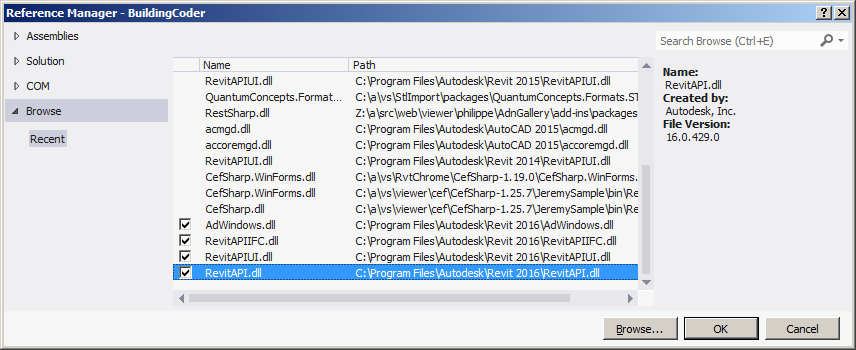 Reference Manager - BuildingCoder
Assemblies
Solution
COM
Browse
Recent
Name Path
RevitAPIUI.dll C:\Program Files\Autodesk\Revit 2015\RevitAPIUI.dll
QuantumConcepts.Formats... C:\a\vs\StlImport\packages\QuantumConcepts.Formats.ST
RestSharp.dll Z:\a\src\web\viewer\philippe\AdnGallery\add-ins\packages
acmgd.dll C:\Program Files\Autodesk\AutoCAD 2015\acmgd.dll
accoremgd.dll C:\Program Files\Autodesk\AutoCAD 2015\accoremgd.dll
RevitAPIUI.dll C:\Program Files\Autodesk\Revit 2014\RevitAPIUI.dll
CefSharp.WinForms.dll C:\a\vs\RvtChrome\CefSharp-1.19.0\CefSharp.WinForms.
CefSharp.WinForms.dll C:\a\vs\viewer\cef\CefSharp-1.25.7\JeremySample\bin\Re
CefSharp.dll C:\a\vs\viewer\cef\CefSharp-1.25.7\JeremySample\bin\Re
AdWindows.dll C:\Program Files\Autodesk\Revit 2016\AdWindows.dll
RevitAPIIFC.dll C:\Program Files\Autodesk\Revit 2016\RevitAPIIFC.dll
RevitAPIUI.dll C:\Program Files\Autodesk\Revit 2016\RevitAPIUI.dll
RevitAPI.dll C:\Program Files\Autodesk\Revit 2016\RevitAPI.dll
Search Browse (Ctrl+E)
Name:
RevitAPI.dll
Created by:
Autodesk, Inc.
File Version:
16.0.429.0
Browse... OK Cancel